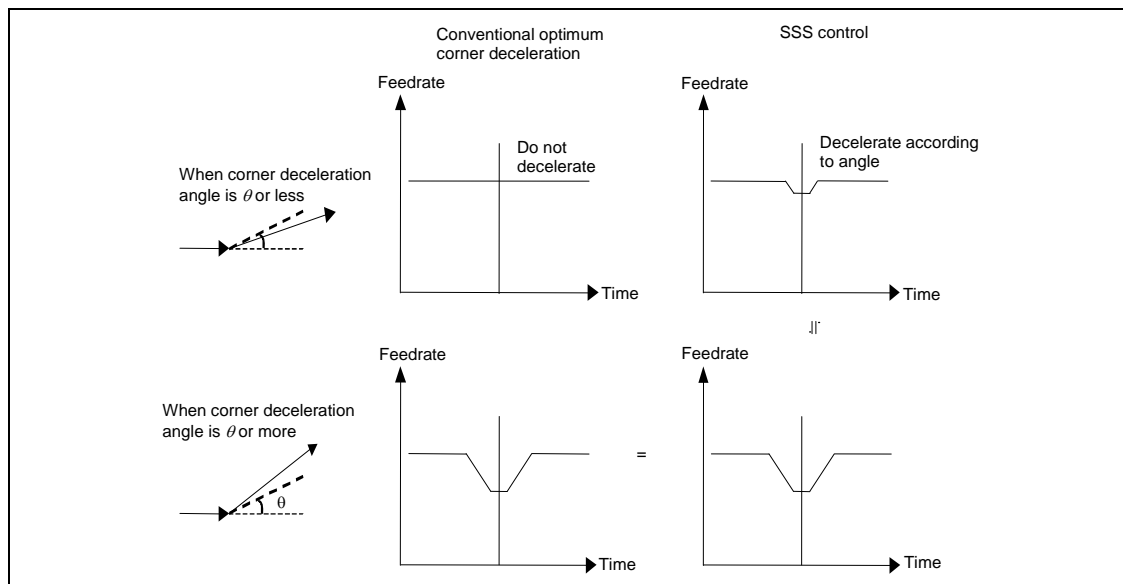 Conventional optimum
corner deceleration
SSS control
Feedrate
Feedrate
Do not
decelerate
Decelerate according
to angle
When corner deceleration
angle is θ or less
Time
Time
Feedrate
Feedrate
When corner deceleration
angle is θ or more
θ
=
Time
Time